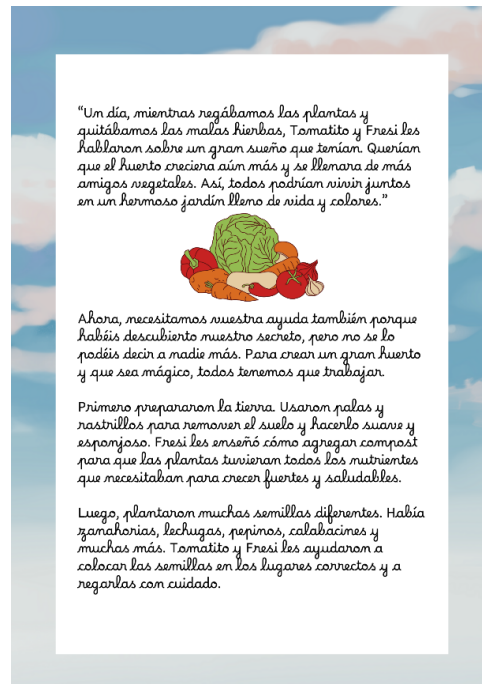 “Un día, mientras regábamos las plantas y
quitábamos las malas hierbas, Tomatito y Fresi les
hablaron sobre un gran sueño que tenían. Querían
que el huerto creciera aún más y se llenara de más
amigos vegetales. Así, todos podrían vivir juntos
en un hermoso jardín lleno de vida y colores.”
Ahora, necesitamos vuestra ayuda también porque
habéis descubierto nuestro secreto, pero no se lo
podéis decir a nadie más. Para crear un gran huerto
y que sea mágico, todos tenemos que trabajar.
Primero prepararon la tierra. Usaron palas y
rastrillos para remover el suelo y hacerlo suave y
esponjoso. Fresi les enseñó cómo agregar compost
para que las plantas tuvieran todos los nutrientes
que necesitaban para crecer fuertes y saludables.
Luego, plantaron muchas semillas diferentes. Había
zanahorias, lechugas, pepinos, calabacines y
muchas más. Tomatito y Fresi les ayudaron a
colocar las semillas en los lugares correctos y a
regarlas con cuidado.